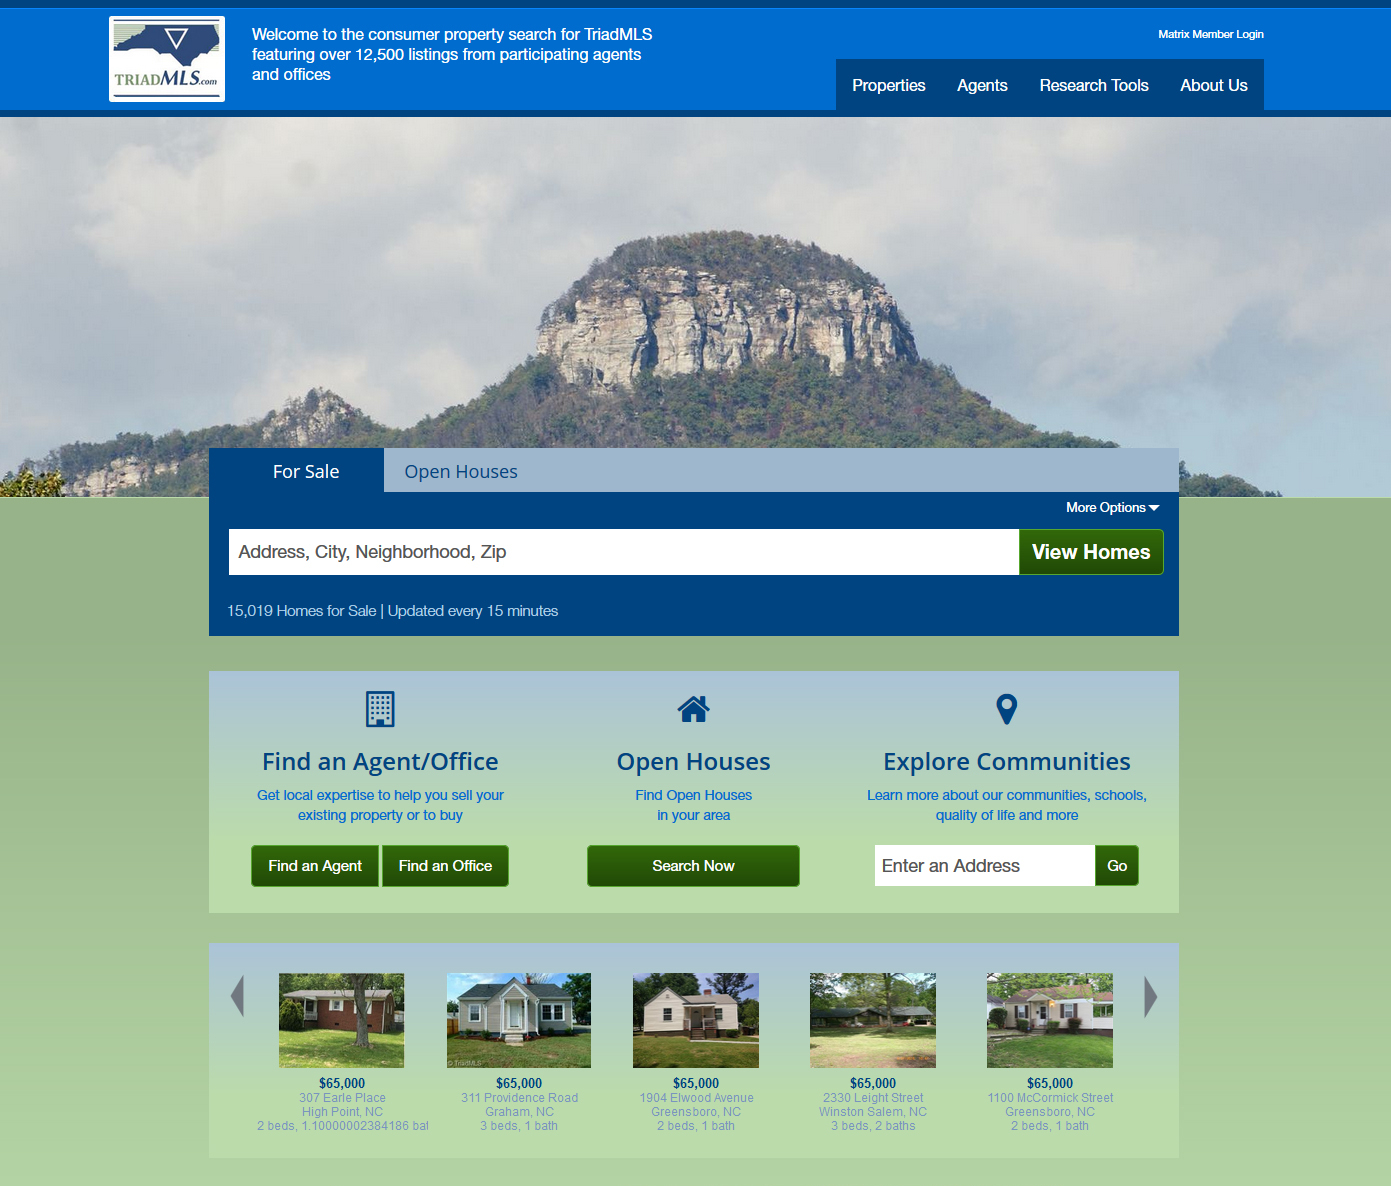 TRIADMLS.com
Welcome to the consumer property search for TriadMLS
featuring over 12,500 listings from participating agents
and offices
Matrix Member Login
Properties Agents Research Tools About Us
For Sale Open Houses
More Options
Address, City, Neighborhood, Zip View Homes
15,019 Homes for Sale | Updated every 15 minutes
Find an Agent/Office
Get local expertise to help you sell your
existing property or to buy
Find an Agent Find an Office
Open Houses
Find Open Houses
in your area
Search Now
Explore Communities
Learn more about our communities, schools,
quality of life and more
Enter an Address Go
© TRIADMLS
$65,000
307 Earle Place
High Point, NC
2 beds, 1.10000002384186 bat
$65,000
311 Providence Road
Graham, NC
3 beds, 1 bath
$65,000
1904 Elwood Avenue
Greensboro, NC
2 beds, 1 bath
$65,000
2330 Leight Street
Winston Salem, NC
3 beds, 2 baths
$65,000
1100 McCormick Street
Greensboro, NC
2 beds, 1 bath